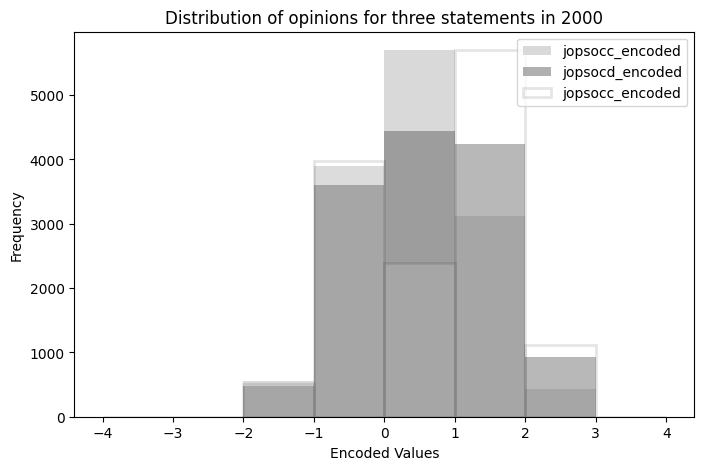 Distribution of opinions for three statements in 2000
jopsocc_encoded
jopsocd_encoded
jopsocc_encoded
5000
4000
3000
2000
1000
0
Frequency
−4 −3 −2 −1 0 1 2 3 4
Encoded Values